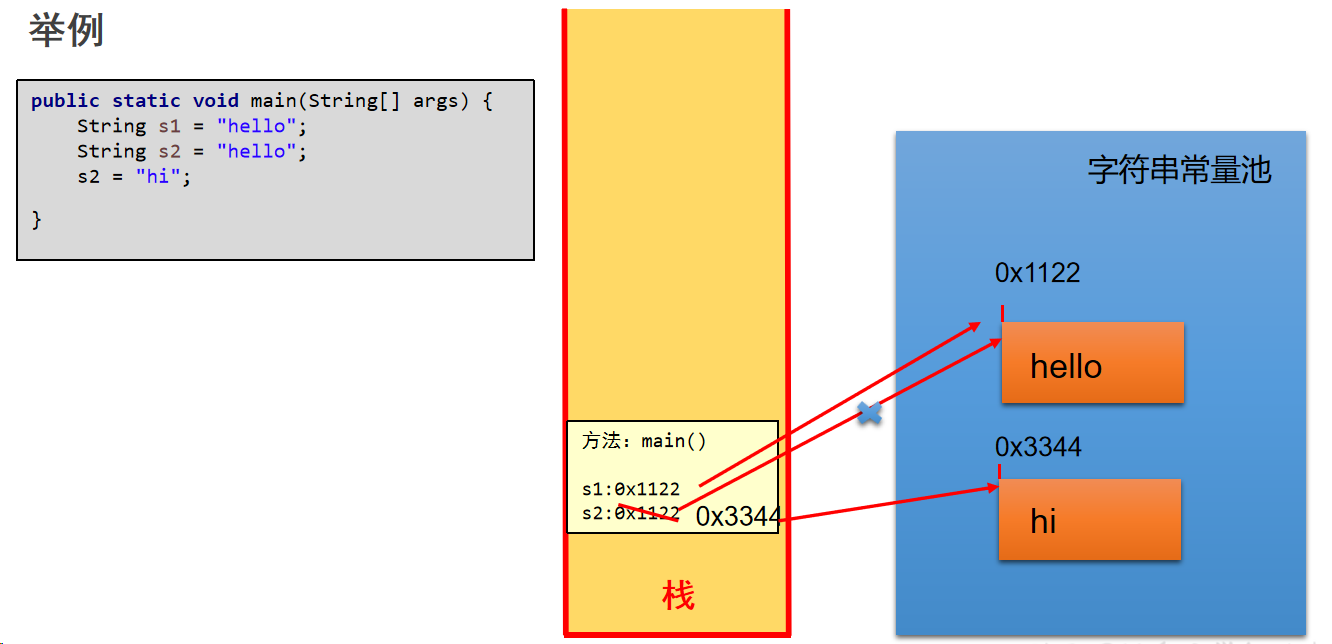 举例
public static void main(String[] args) {
String s1 = "hello";
String s2 = "hello";
s2 = "hi";
}
字符串常量池
0x1122
hello
方法: main()
0x3344
s1:0x1122
s2:0x1122 0x3344
hi
栈